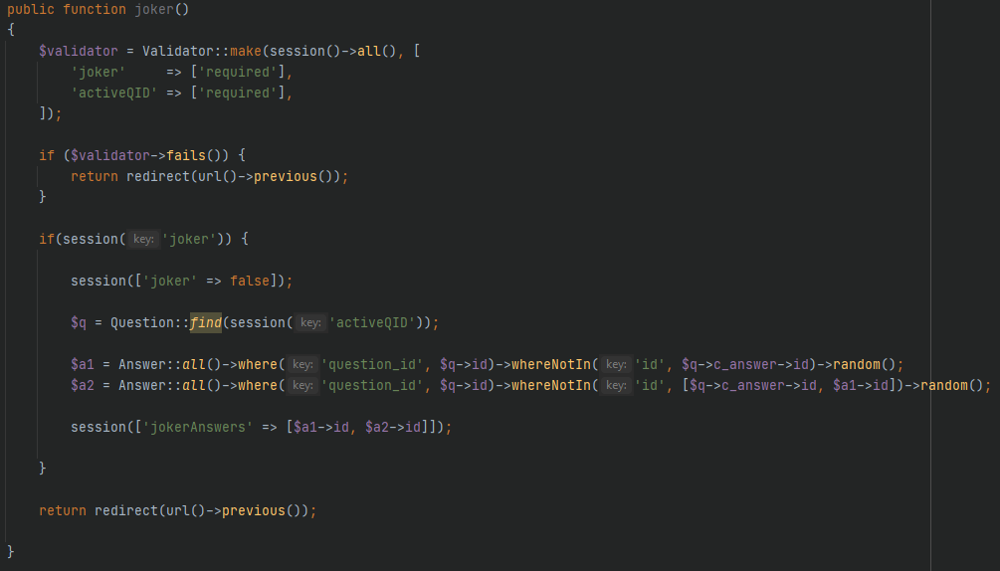 public function joker()
{
    $validator = Validator::make(session()->all(), [
        'joker'     => ['required'],
        'activeQID' => ['required'],
    ]);

    if ($validator->fails()) {
        return redirect(url()->previous());
    }

    if(session( key: 'joker')) {

        session(['joker' => false]);

        $q = Question::find(session( key: 'activeQID'));

        $a1 = Answer::all()->where( key: 'question_id', $q->id)->whereNotIn( key: 'id', $q->c_answer->id)->random();
        $a2 = Answer::all()->where( key: 'question_id', $q->id)->whereNotIn( key: 'id', [$q->c_answer->id, $a1->id])->random();

        session(['jokerAnswers' => [$a1->id, $a2->id]]);

    }

    return redirect(url()->previous());

}